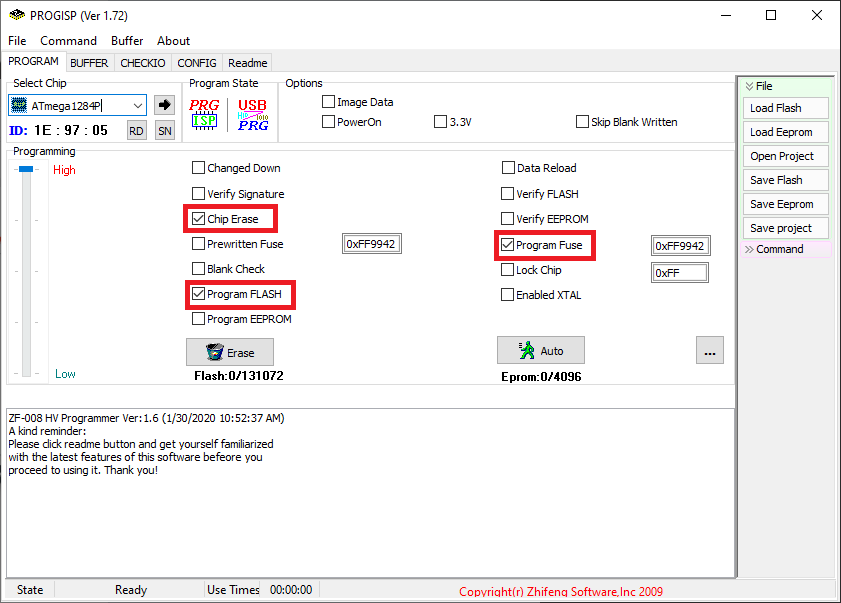 PROGISP (Ver 1.72)
File Command Buffer About
PROGRAM BUFFER CHECKIO CONFIG Readme
Select Chip
ATmega1284P
ID: 1E : 97 : 05 RD SN
Program State
PRG ISP
USB
PRG
Options
Image Data
PowerOn 3.3V Skip Blank Written
Programming
High
Low
Changed Down
Verify Signature
Chip Erase
Prewritten Fuse 0xFF9942
Blank Check
Program FLASH
Program EEPROM
Erase
Flash:0/131072
Data Reload
Verify FLASH
Verify EEPROM
Program Fuse 0xFF9942
Lock Chip 0xFF
Enabled XTAL
Auto ...
Eprom:0/4096
File
Load Flash
Load Eeprom
Open Project
Save Flash
Save Eeprom
Save project
Command
ZF-008 HV Programmer Ver:1.6 (1/30/2020 10:52:37 AM)
A kind reminder:
Please click readme button and get yourself familiarized
with the latest features of this software befeore you
proceed to using it. Thank you!
State Ready Use Times 00:00:00 Copyright(r) Zhifeng Software,Inc 2009